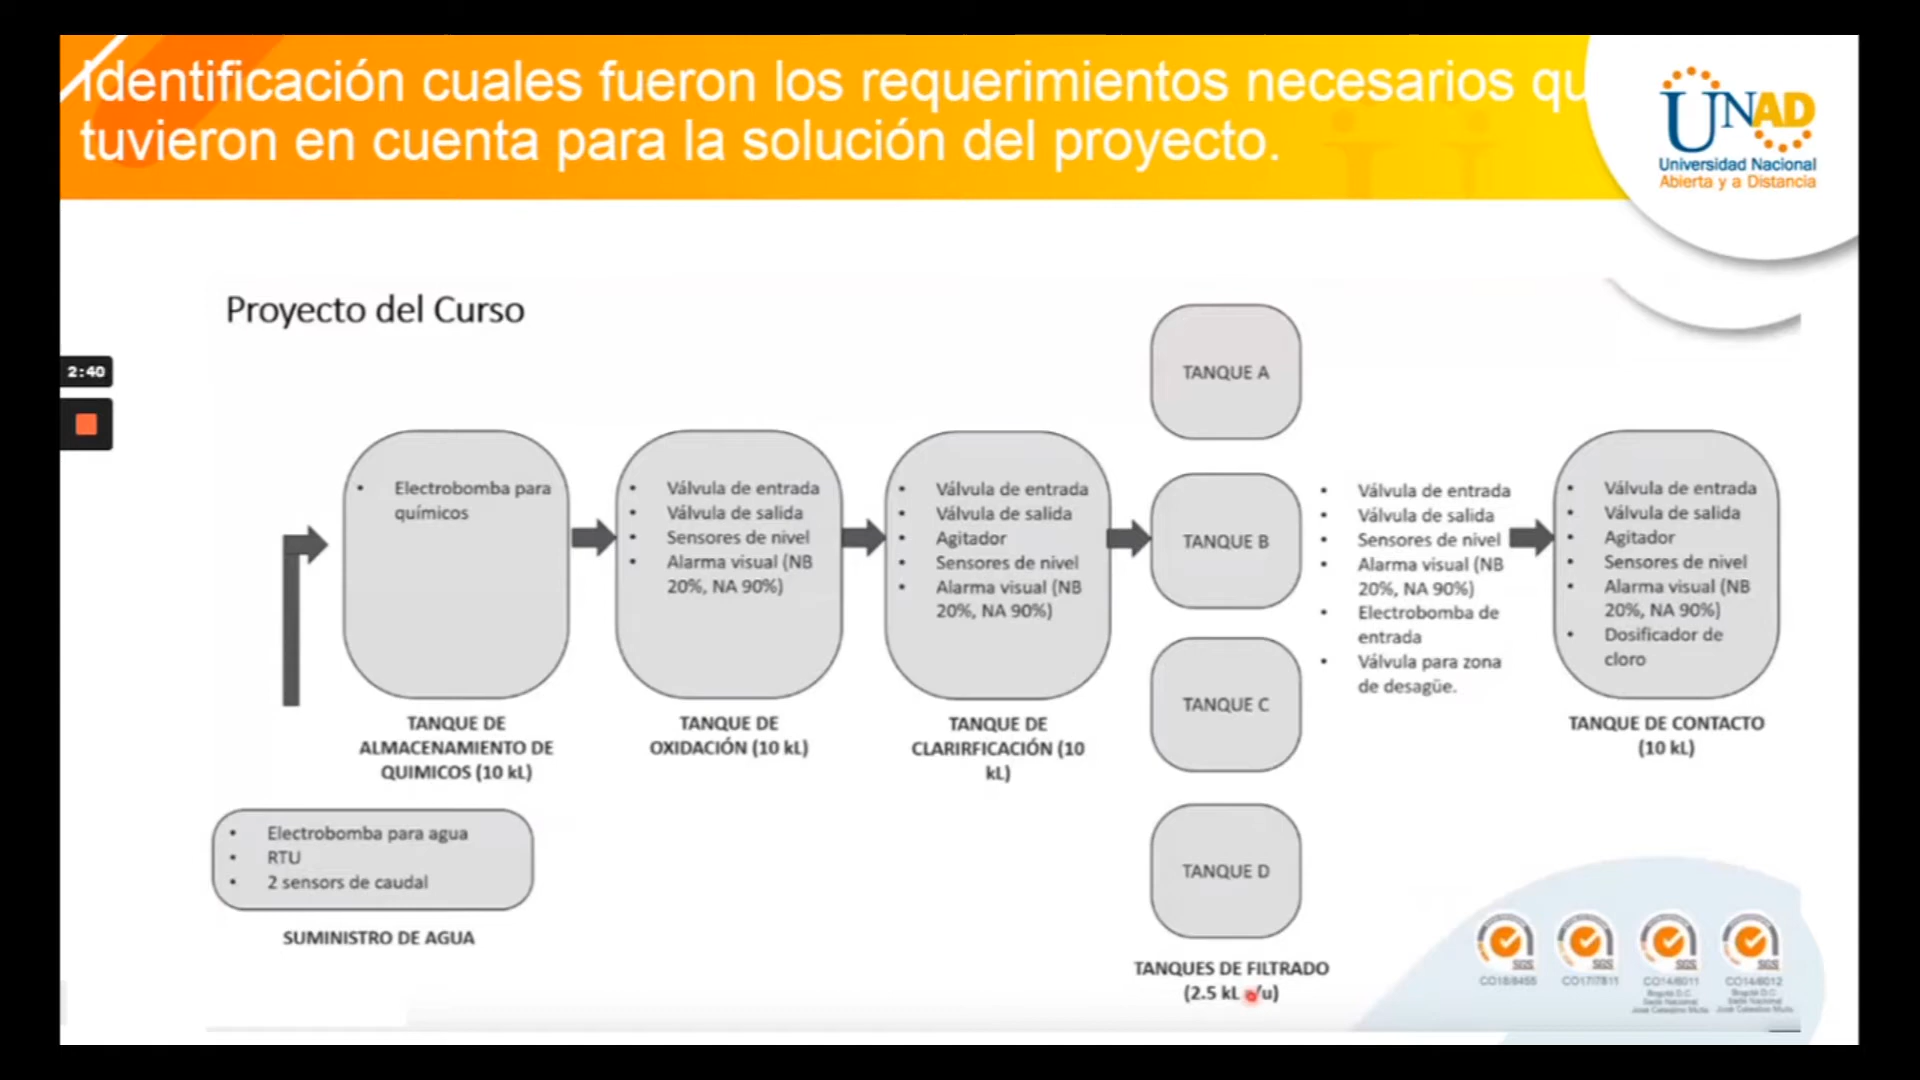 Identificación cuales fueron los requerimientos necesarios qu
tuvieron en cuenta para la solución del proyecto.
UNAD
Universidad Nacional
Abierta y a Distancia
Proyecto del Curso
2:40
• Electrobomba para
químicos
TANQUE DE
ALMACENAMIENTO DE
QUIMICOS (10 kL)
• Electrobomba para agua
• RTU
• 2 sensors de caudal
SUMINISTRO DE AGUA
• Válvula de entrada
• Válvula de salida
• Sensores de nivel
• Alarma visual (NB
20%, NA 90%)
TANQUE DE
OXIDACIÓN (10 kL)
• Válvula de entrada
• Válvula de salida
• Agitador
• Sensores de nivel
• Alarma visual (NB
20%, NA 90%)
TANQUE DE
CLARIRFICACIÓN (10
kL)
TANQUE A
TANQUE B
TANQUE C
TANQUE D
TANQUES DE FILTRADO
(2.5 kL /u)
• Válvula de entrada
• Válvula de salida
• Sensores de nivel
• Alarma visual (NB
20%, NA 90%)
• Electrobomba de
entrada
• Válvula para zona
de desagüe.
• Válvula de entrada
• Válvula de salida
• Agitador
• Sensores de nivel
• Alarma visual (NB
20%, NA 90%)
• Dosificador de
cloro
TANQUE DE CONTACTO
(10 kL)
SGS
SGS
SGS
SGS